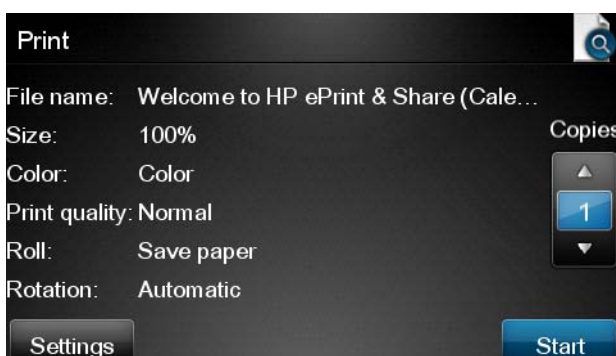 Print
File name: Welcome to HP ePrint & Share (Cale...
Size: 100%
Copies
Color: Color
Print quality: Normal
1
Roll: Save paper
Rotation: Automatic
Settings
Start